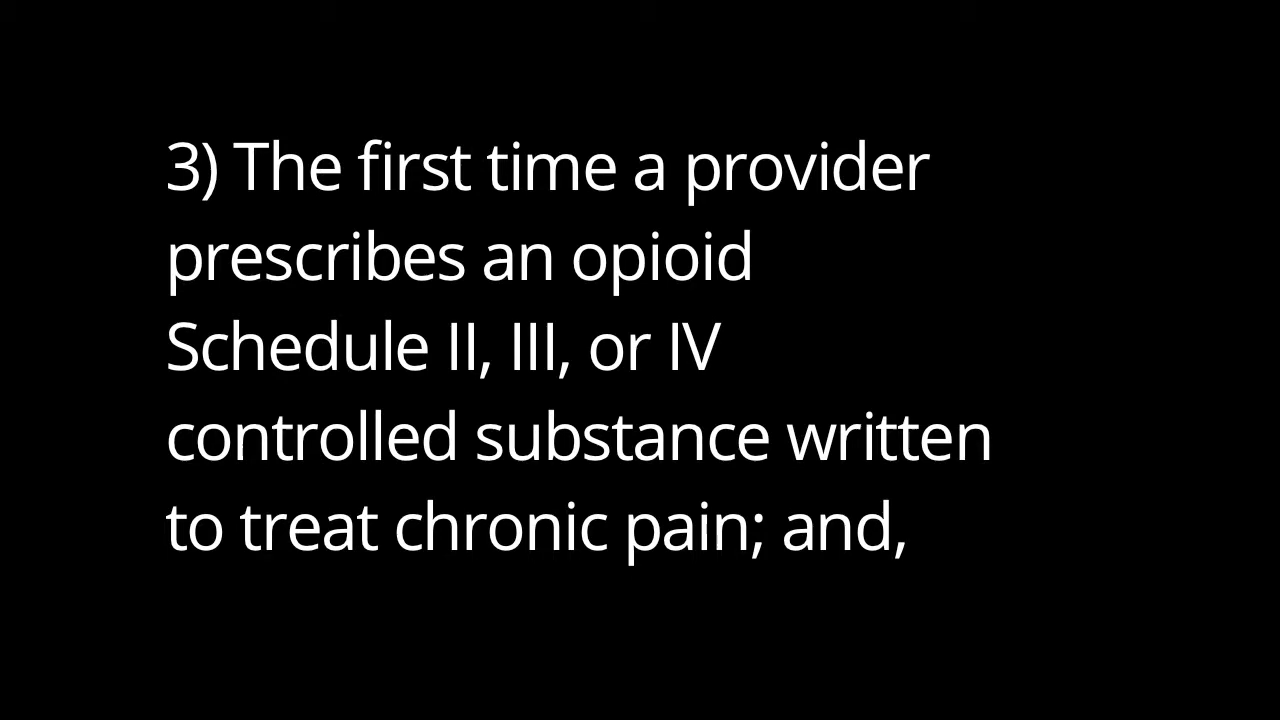 3) The first time a provider
prescribes an opioid
Schedule II, III, or IV
controlled substance written
to treat chronic pain; and,